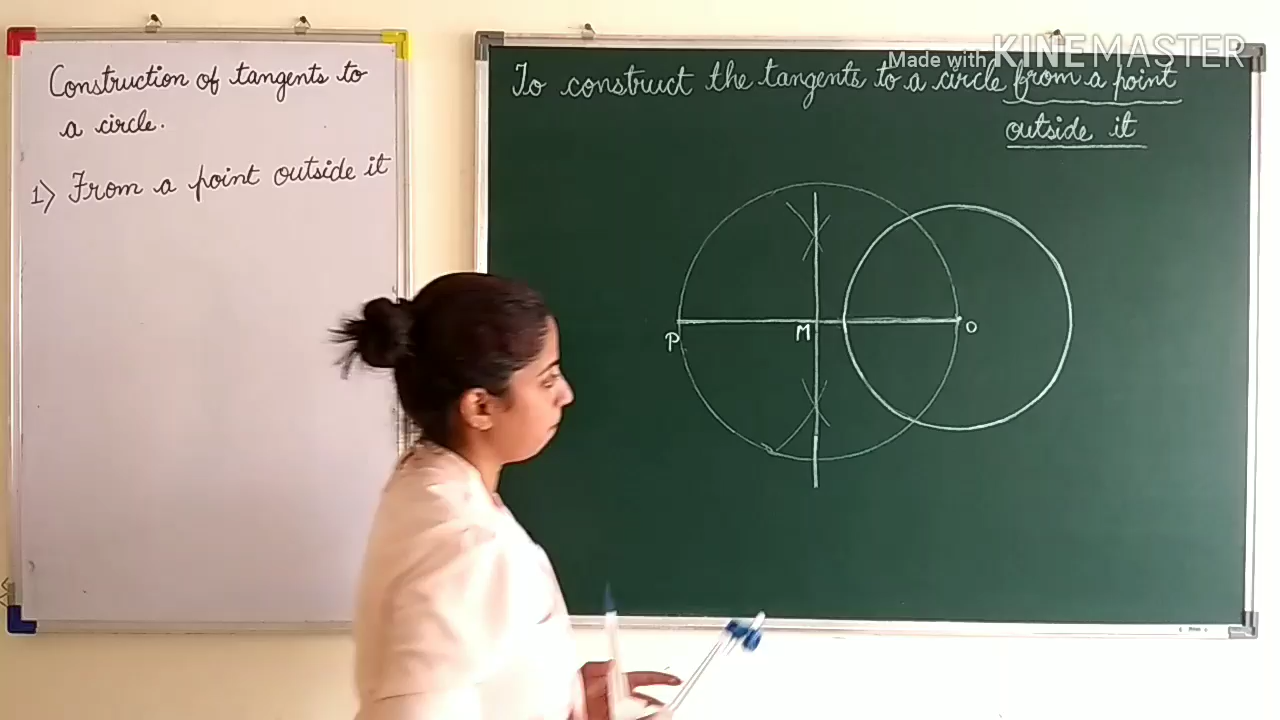 Construction of tangents to
a circle.
1) From a point outside it
Made with KINEMASTER
To construct the tangents to a circle from a point
outside it
P
M
O